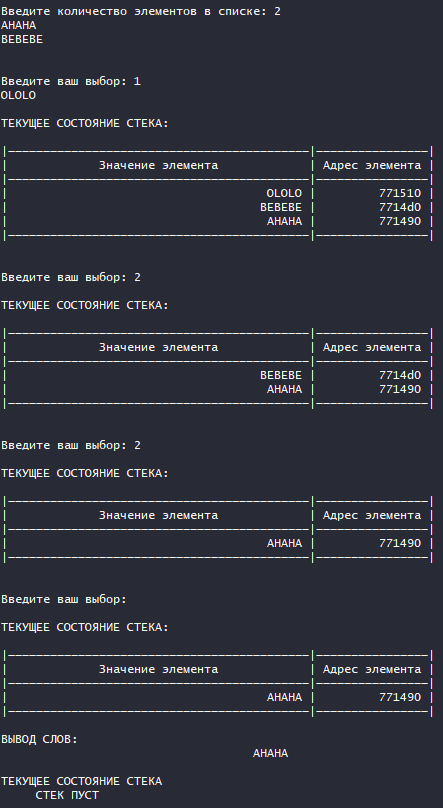 Введите количество элементов в списке: 2
AHAHA
BEBEBE
Введите ваш выбор: 1
OLOLO
ТЕКУЩЕЕ СОСТОЯНИЕ СТЕКА:
Значение элемента | Адрес элемента
OLOLO | 771510
BEBEBE | 7714d0
AHAHA | 771490
Введите ваш выбор: 2
ТЕКУЩЕЕ СОСТОЯНИЕ СТЕКА:
Значение элемента | Адрес элемента
BEBEBE | 7714d0
AHAHA | 771490
Введите ваш выбор: 2
ТЕКУЩЕЕ СОСТОЯНИЕ СТЕКА:
Значение элемента | Адрес элемента
AHAHA | 771490
Введите ваш выбор:
ТЕКУЩЕЕ СОСТОЯНИЕ СТЕКА:
Значение элемента | Адрес элемента
AHAHA | 771490
ВЫВОД СЛОВ:
AHAHA
ТЕКУЩЕЕ СОСТОЯНИЕ СТЕКА
СТЕК ПУСТ